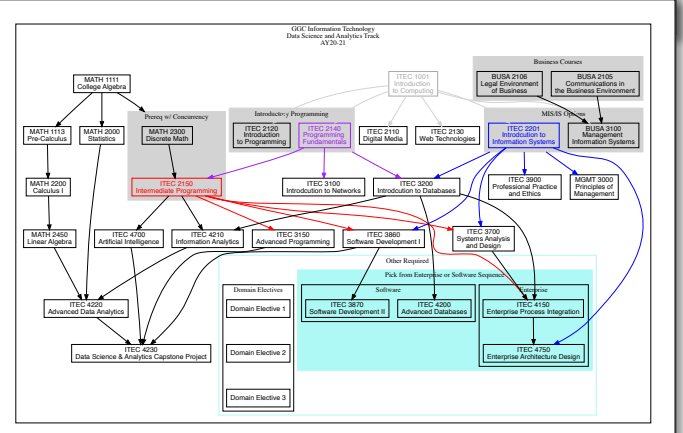 GGC Information Technology
Data Science and Analytics Track
AY20-21
Business Courses
MATH 1111
College Algebra
ITEC 1001
Introduction
to Computing
BUSA 2106
Legal Environment
of Business
BUSA 2105
Communications in
the Business Environment
Prereq w/ Concurrency
Introductory Programming
MIS/IS Options
MATH 1113
Pre-Calculus
MATH 2000
Statistics
MATH 2300
Discrete Math
ITEC 2120
Introduction
to Programming
ITEC 2140
Programming
Fundamentals
ITEC 2110
Digital Media
ITEC 2130
Web Technologies
ITEC 2201
Introdcution to
Information Systems
BUSA 3100
Management
Information Systems
MATH 2200
Calculus I
ITEC 2150
Intermediate Programming
ITEC 3100
Introdcution to Networks
ITEC 3200
Introdcution to Databases
ITEC 3900
Professional Practice
and Ethics
MGMT 3000
Principles of
Management
MATH 2450
Linear Algebra
ITEC 4700
Artificial Intelligence
ITEC 4210
Information Analytics
ITEC 3150
Advanced Programming
ITEC 3860
Software Development I
ITEC 3700
Systems Analysis
and Design
Other Required
Pick from Enterprise or Software Sequence
Domain Electives
Software
Enterprise
ITEC 4220
Advanced Data Analytics
Domain Elective 1
ITEC 3870
Software Development II
ITEC 4200
Advanced Databases
ITEC 4150
Enterprise Process Integration
ITEC 4230
Data Science & Analytics Capstone Project
Domain Elective 2
ITEC 4750
Enterprise Architecture Design
Domain Elective 3